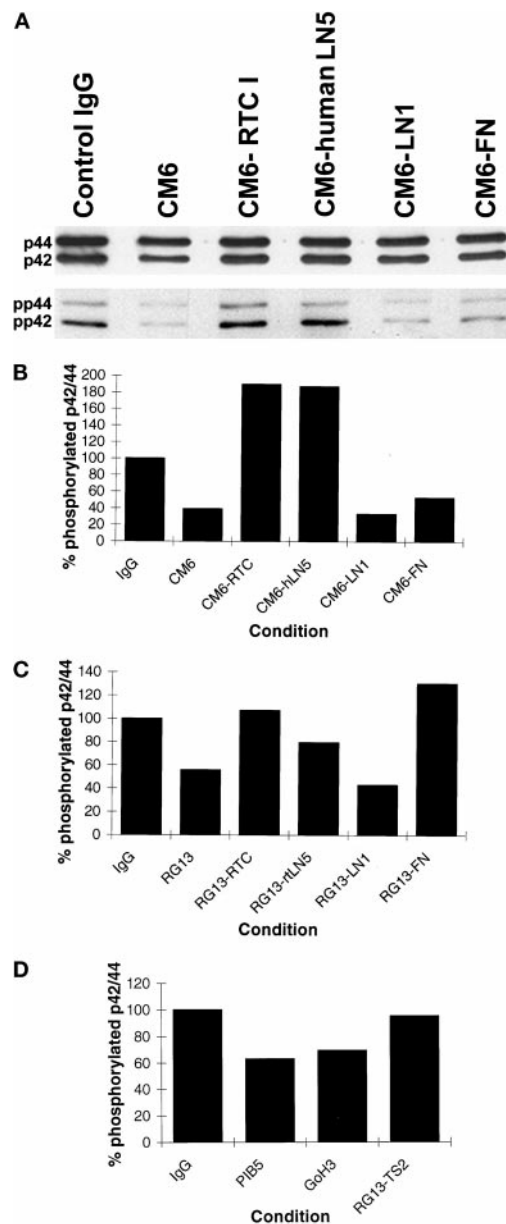 A
Control IgG
CM6
CM6- RTC I
CM6-human LN5
CM6-LN1
CM6-FN
p44
p42
pp44
pp42
B
% phosphorylated p42/44
200
180
160
140
120
100
80
60
40
20
0
IgG
CM6
CM6-RTC
CM6-hLN5
CM6-LN1
CM6-FN
Condition
C
% phosphorylated p42/44
140
120
100
80
60
40
20
0
IgG
RG13
RG13-RTC
RG13-rtLN5
RG13-LN1
RG13-FN
Condition
D
% phosphorylated p42/44
120
100
80
60
40
20
0
IgG
PIB5
GoH3
RG13-TS2
Condition